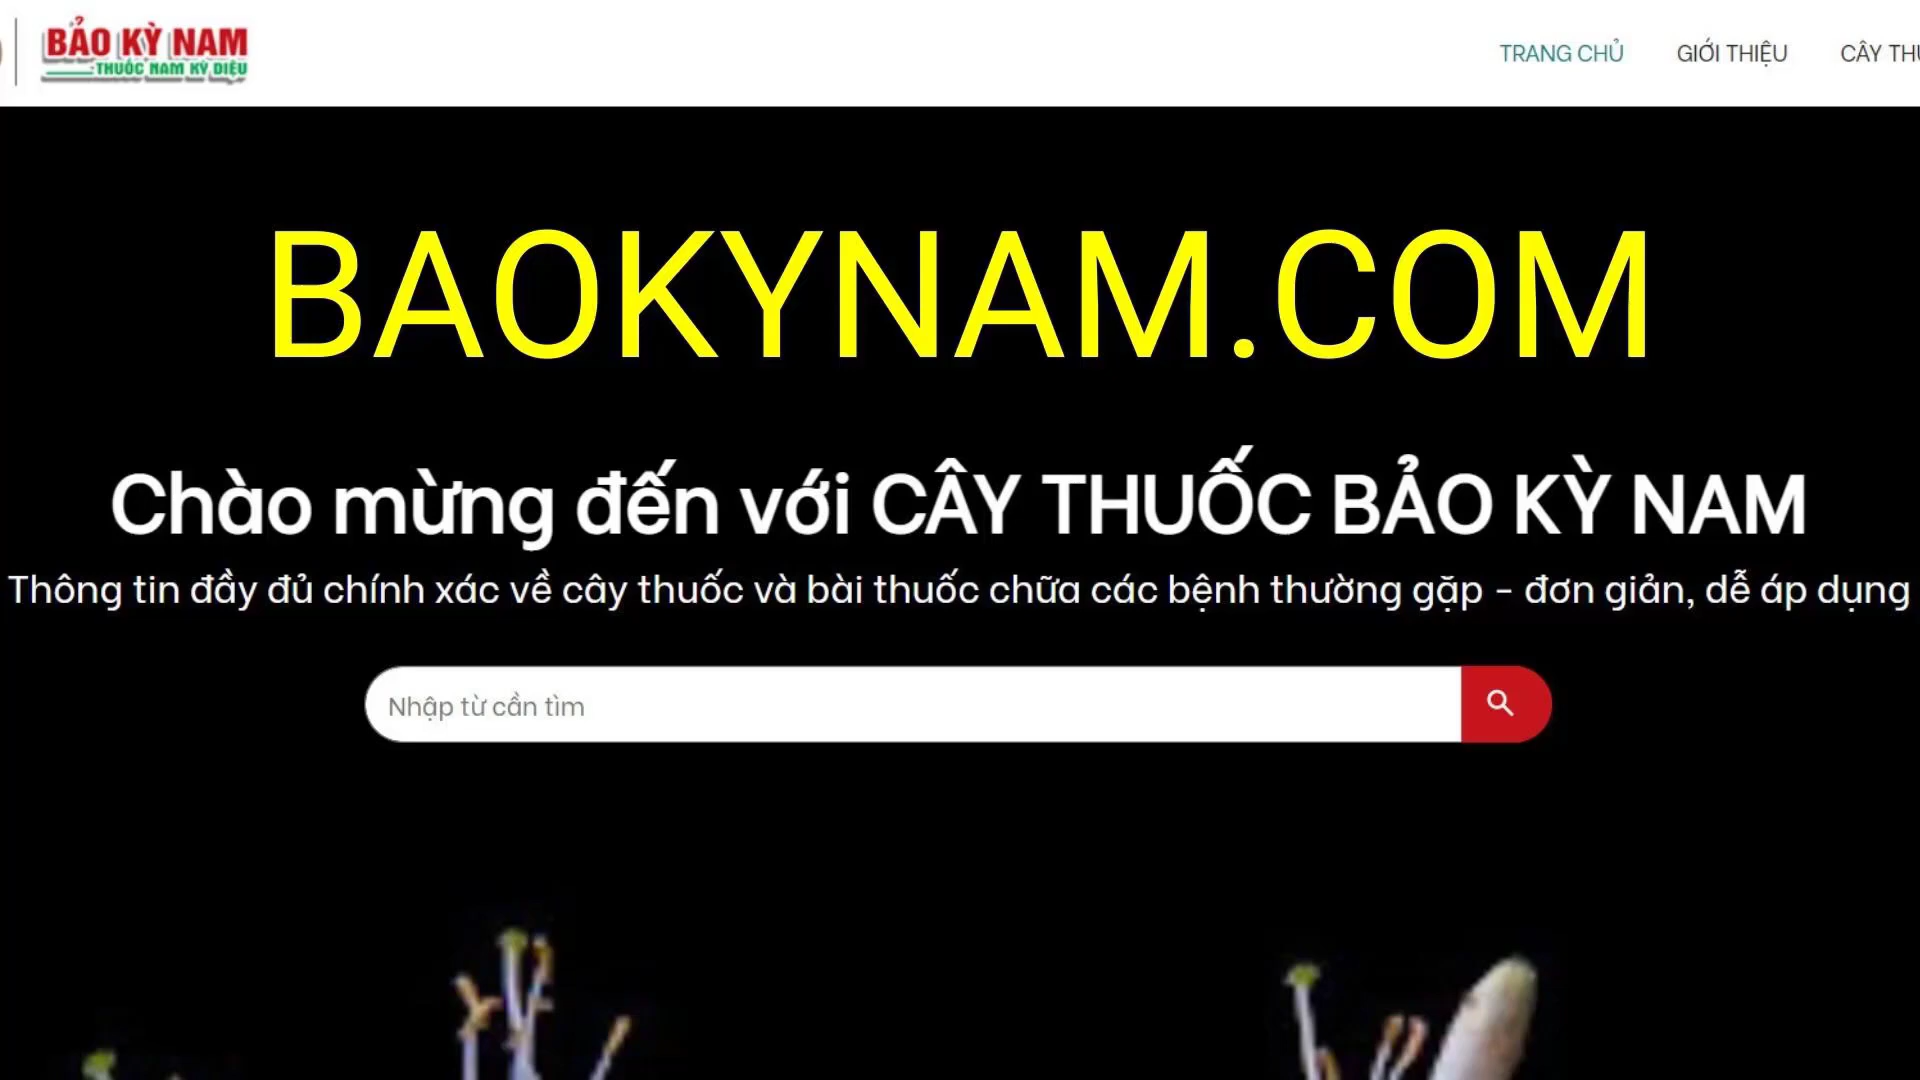 BẢO KỲ NAM
THUỐC NAM KỲ DIỆU
TRANG CHỦ GIỚI THIỆU CÂY THU
BAOKYNAM.COM
Chào mừng đến với CÂY THUỐC BẢO KỲ NAM
Thông tin đầy đủ chính xác về cây thuốc và bài thuốc chữa các bệnh thường gặp - đơn giản, dễ áp dụng
Nhập từ cần tìm